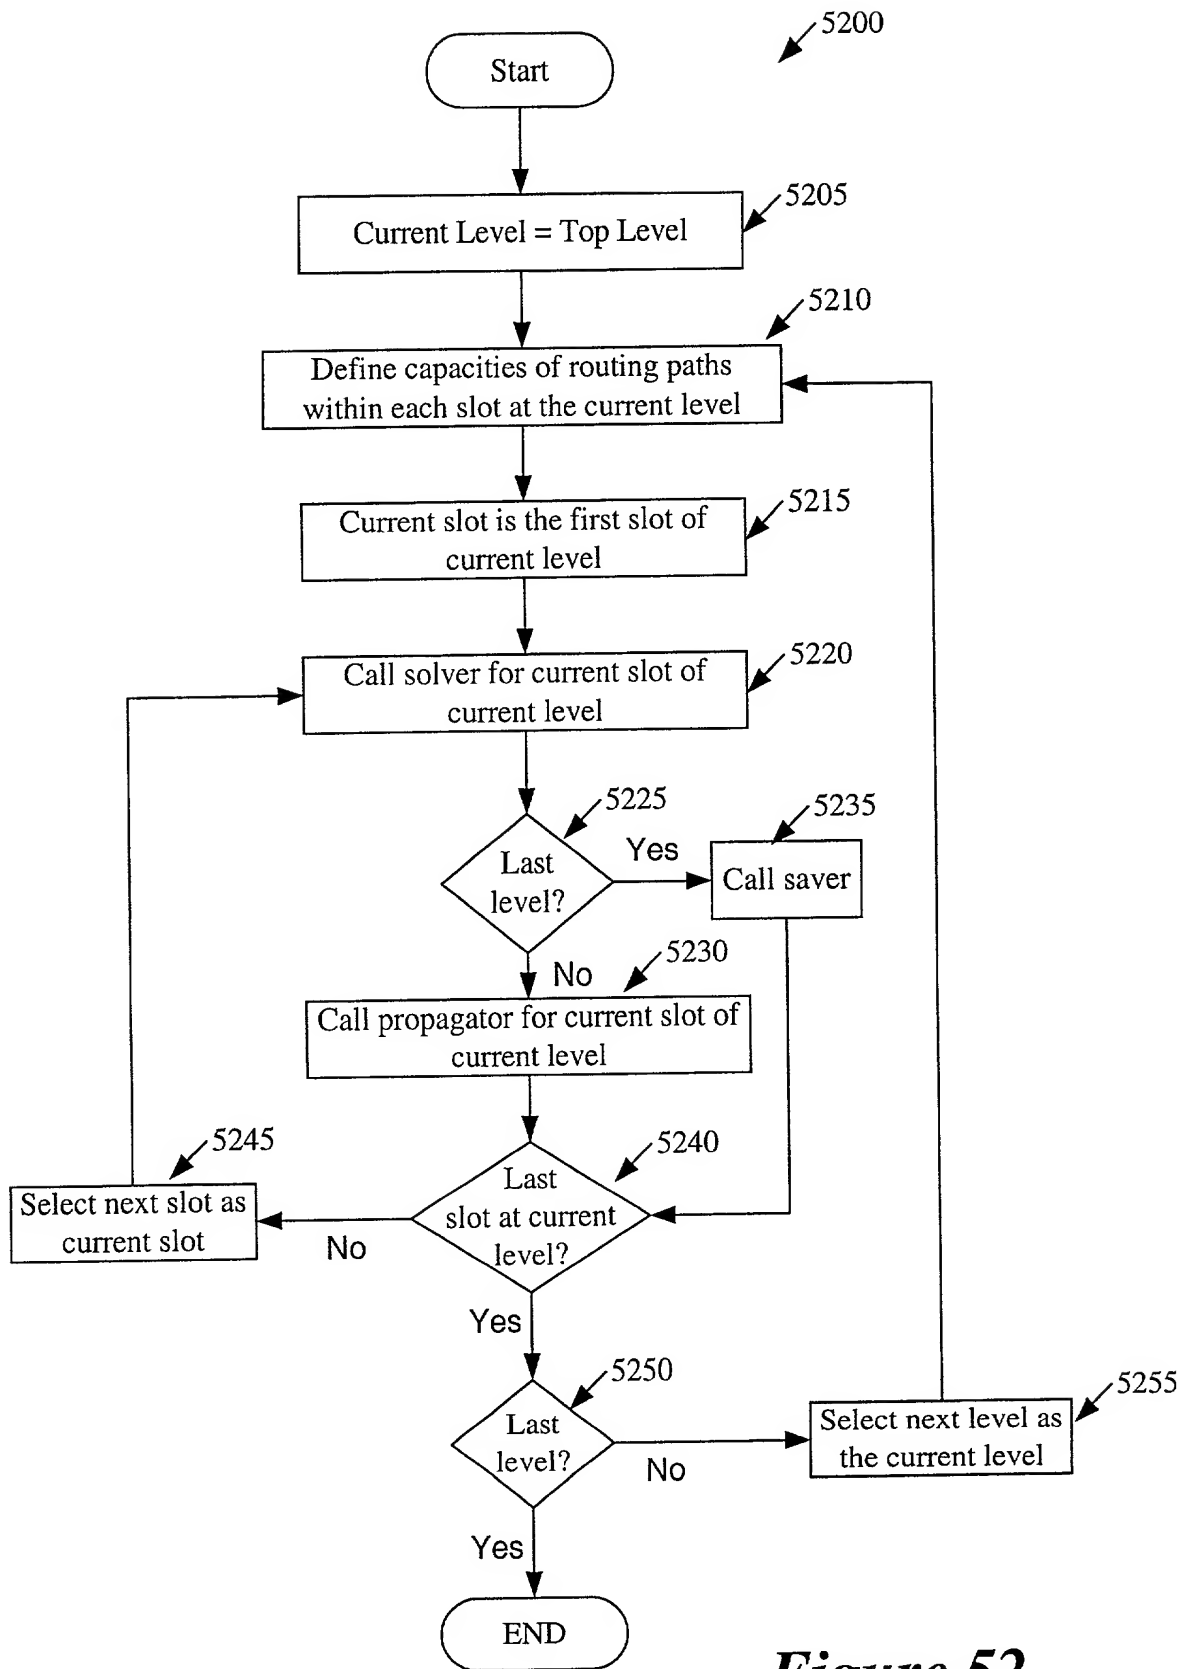 5200
Start
5205
Current Level = Top Level
5210
Define capacities of routing paths
within each slot at the current level
5215
Current slot is the first slot of
current level
5220
Call solver for current slot of
current level
5225
5235
Last
level?
Yes
Call saver
5230
No
Call propagator for current slot of
current level
5245
5240
Select next slot as
current slot
No
Last
slot at current
level?
Yes
5250
5255
Last
level?
No
Select next level as
the current level
Yes
END
Figure 52